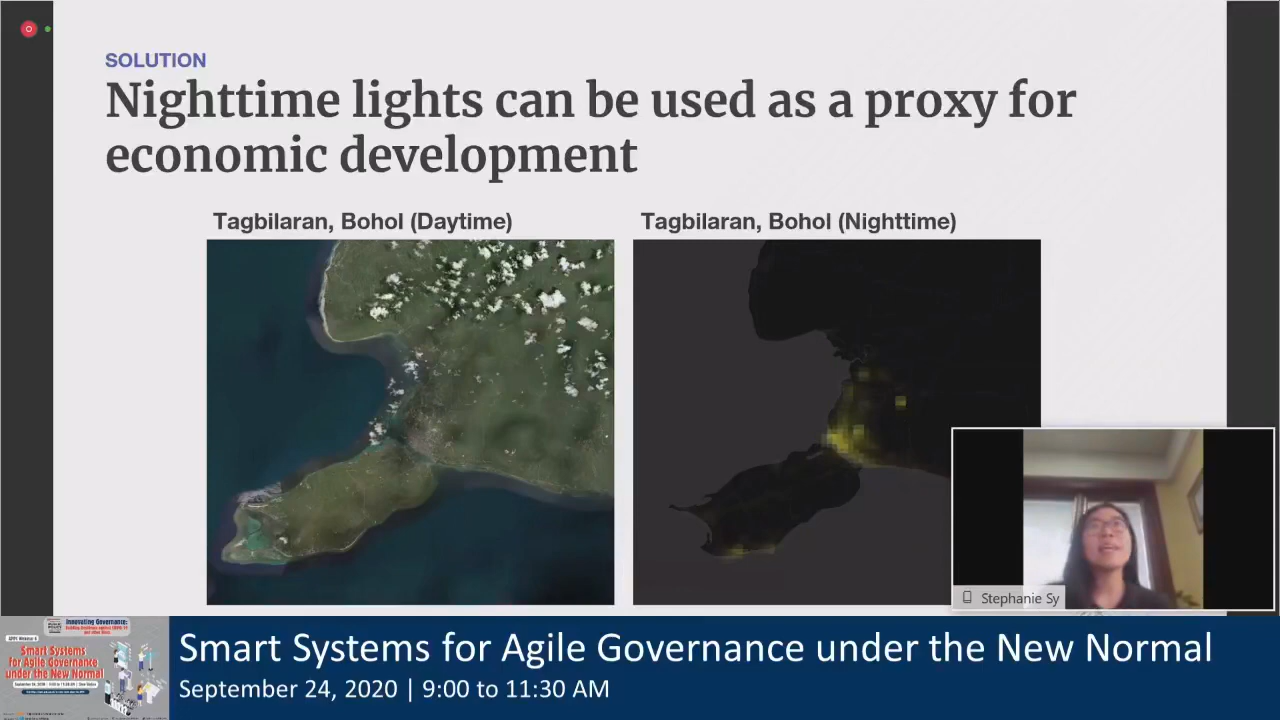 SOLUTION
Nighttime lights can be used as a proxy for
economic development
Tagbilaran, Bohol (Daytime)
Tagbilaran, Bohol (Nighttime)
Stephanie Sy
Innovating Governance:
Smart Systems
for Agile Governance
under the New Normal
Smart Systems for Agile Governance under the New Normal
September 24, 2020 | 9:00 to 11:30 AM